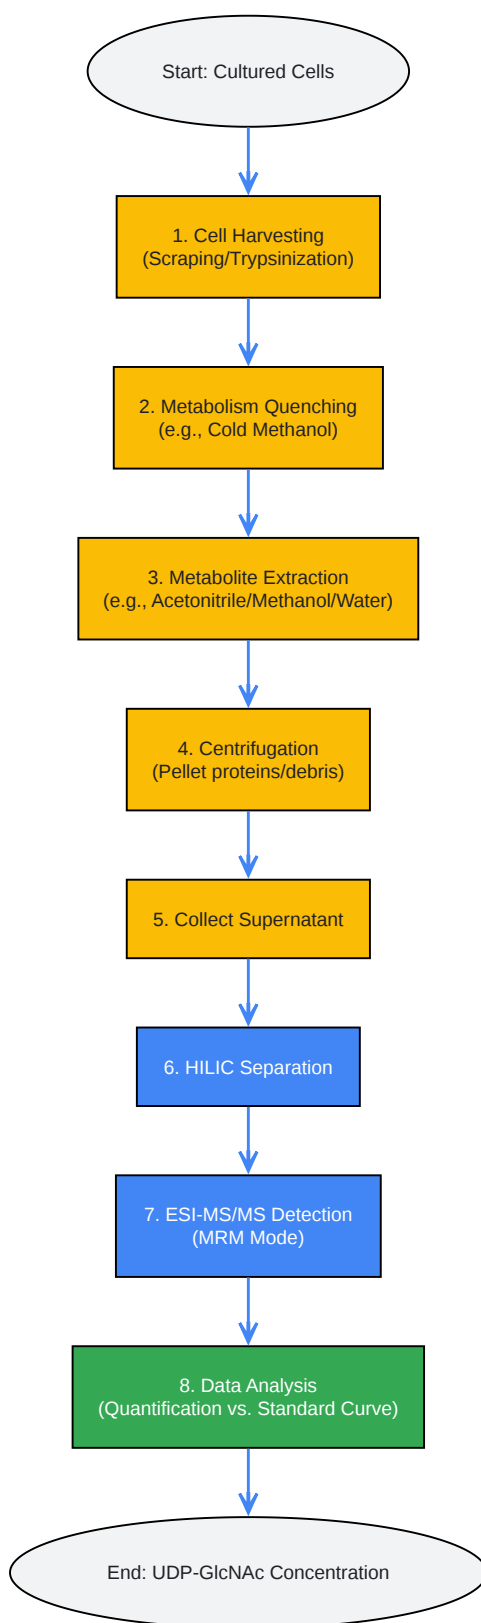 Start: Cultured Cells
1. Cell Harvesting
(Scraping/Trypsinization)
2. Metabolism Quenching
(e.g., Cold Methanol)
3. Metabolite Extraction
(e.g., Acetonitrile/Methanol/Water)
4. Centrifugation
(Pellet proteins/debris)
5. Collect Supernatant
6. HILIC Separation
7. ESI-MS/MS Detection
(MRM Mode)
8. Data Analysis
(Quantification vs. Standard Curve)
End: UDP-GlcNAc Concentration